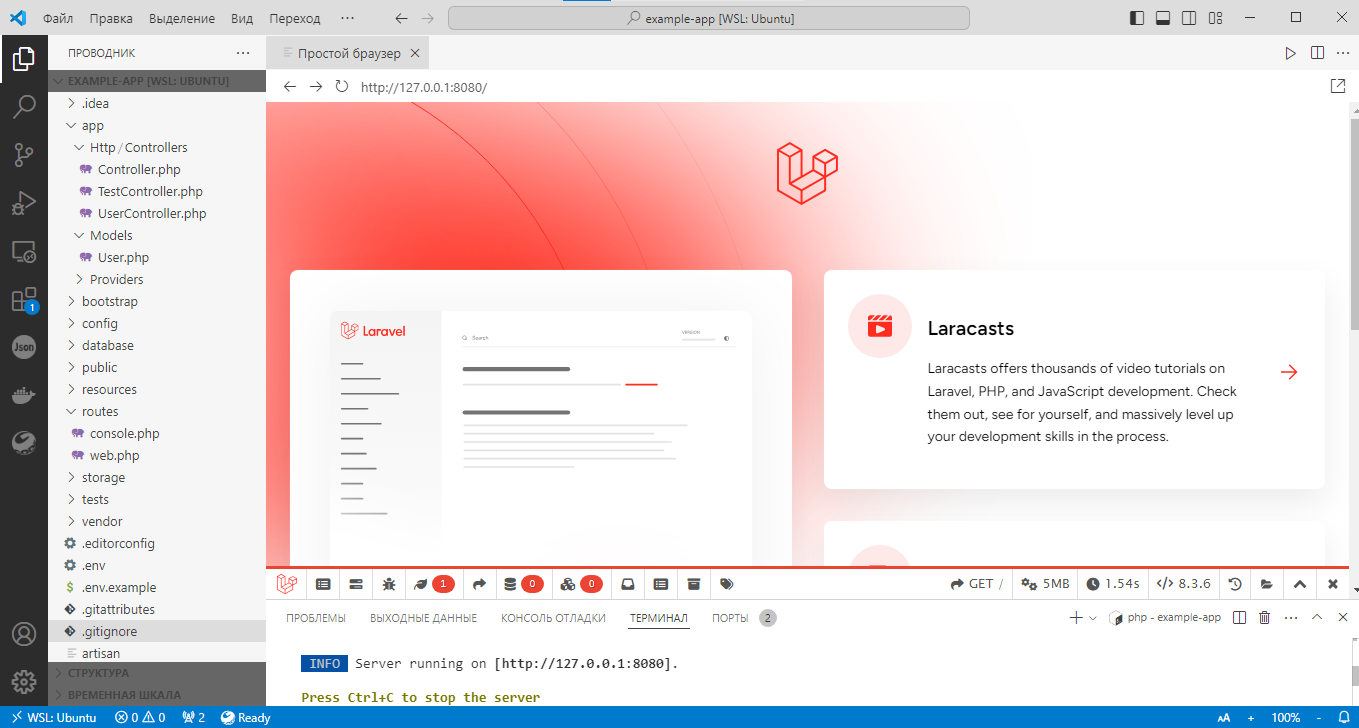 Файл Правка Выделение Вид Переход ··· example-app [WSL: Ubuntu]
ПРОВОДНИК ···
Простой браузер
http://127.0.0.1:8080/
EXAMPLE-APP [WSL: UBUNTU]
.idea
app
Http / Controllers
Controller.php
TestController.php
UserController.php
Models
User.php
Providers
bootstrap
config
database
public
resources
routes
console.php
web.php
storage
tests
vendor
.editorconfig
.env
$ .env.example
.gitattributes
.gitignore
artisan
СТРУКТУРА
ВРЕМЕННАЯ ШКАЛА
1
Json
Laravel
Search
VERSION
Laracasts
Laracasts offers thousands of video tutorials on
Laravel, PHP, and JavaScript development. Check
them out, see for yourself, and massively level up
your development skills in the process.
1 0 0 GET / 5MB 1.54s 8.3.6
ПРОБЛЕМЫ ВЫХОДНЫЕ ДАННЫЕ КОНСОЛЬ ОТЛАДКИ ТЕРМИНАЛ ПОРТЫ 2 php - example-app ···
INFO Server running on [http://127.0.0.1:8080].
Press Ctrl+C to stop the server
WSL: Ubuntu 0 0 2 Ready AA + 100% -